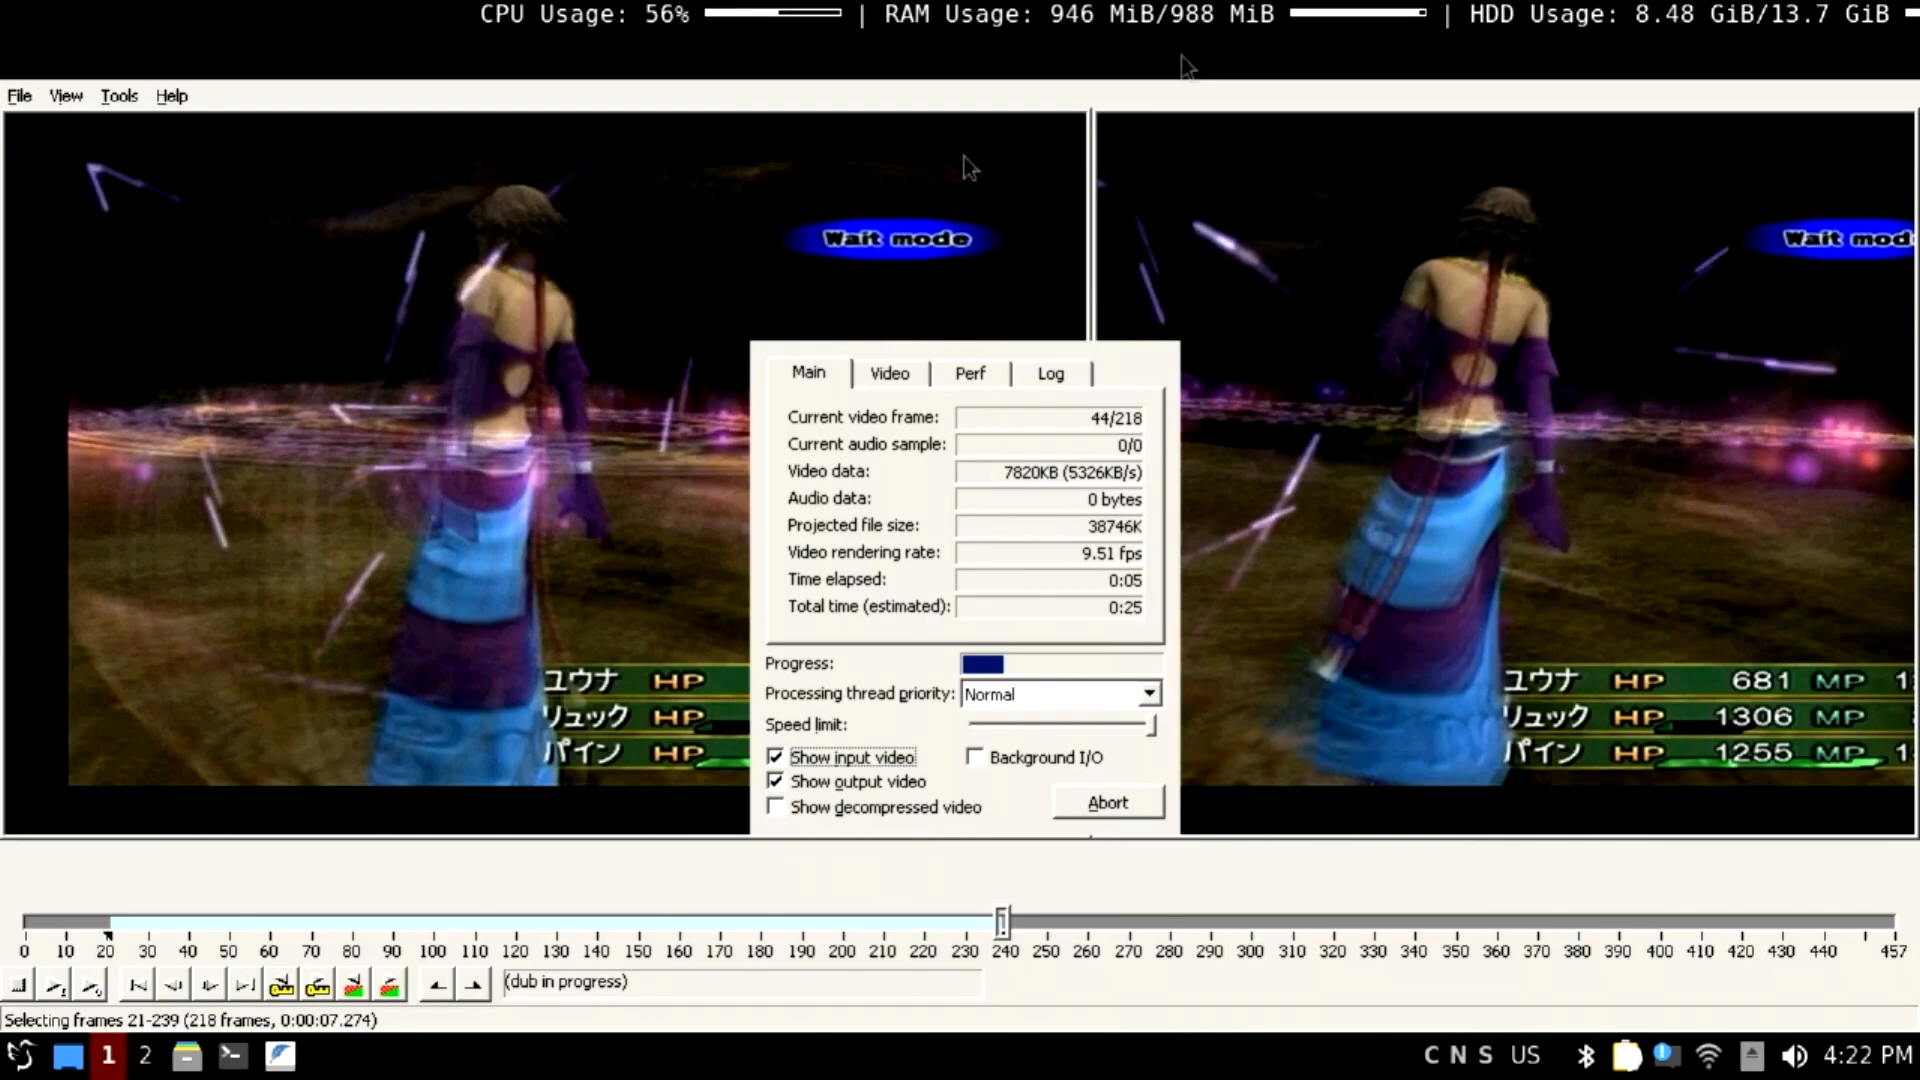 CPU Usage: 56% | RAM Usage: 946 MiB/988 MiB | HDD Usage: 8.48 GiB/13.7 GiB
File View Tools Help
Wait mode
Wait mod
Main Video Perf Log
Current video frame: 44/218
Current audio sample: 0/0
Video data: 7820KB (5326KB/s)
Audio data: 0 bytes
Projected file size: 38746K
Video rendering rate: 9.51 fps
Time elapsed: 0:05
Total time (estimated): 0:25
Progress:
Processing thread priority: Normal
Speed limit:
Show input video Background I/O
Show output video
Show decompressed video
Abort
ユウナ HP
リュック HP
パイン HP
ユウナ HP 681 MP 1
リュック HP 1306 MP
パイン HP 1255 MP 1
0 10 20 30 40 50 60 70 80 90 100 110 120 130 140 150 160 170 180 190 200 210 220 230 240 250 260 270 280 290 300 310 320 330 340 350 360 370 380 390 400 410 420 430 440 457
(dub in progress)
Selecting frames 21-239 (218 frames, 0:00:07.274)
1 2 C N S US 4:22 PM